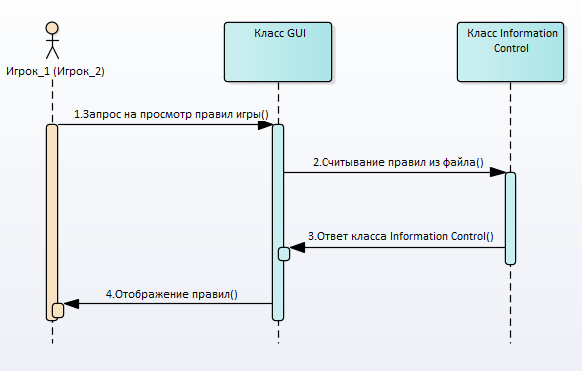 Класс GUI
Класс Information
Control
Игрок_1 (Игрок_2)
1.Запрос на просмотр правил игры()
2.Считывание правил из файла()
3.Ответ класса Information Control()
4.Отображение правил()